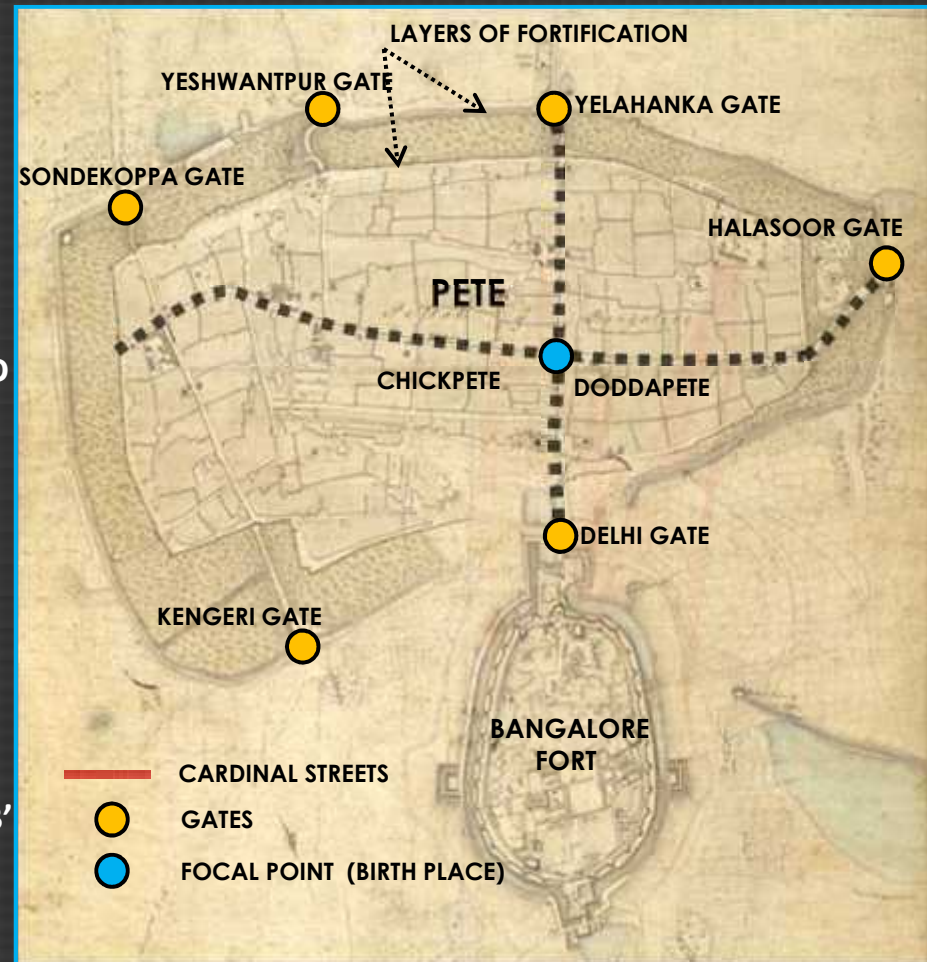 LAYERS OF FORTIFICATION
YESHWANTPUR GATE
YELAHANKA GATE
SONDEKOPPA GATE
HALASOOR GATE
PETE
CHICKPETE
DODDAPETE
DELHI GATE
KENGERI GATE
BANGALORE
FORT
CARDINAL STREETS
GATES
FOCAL POINT (BIRTH PLACE)